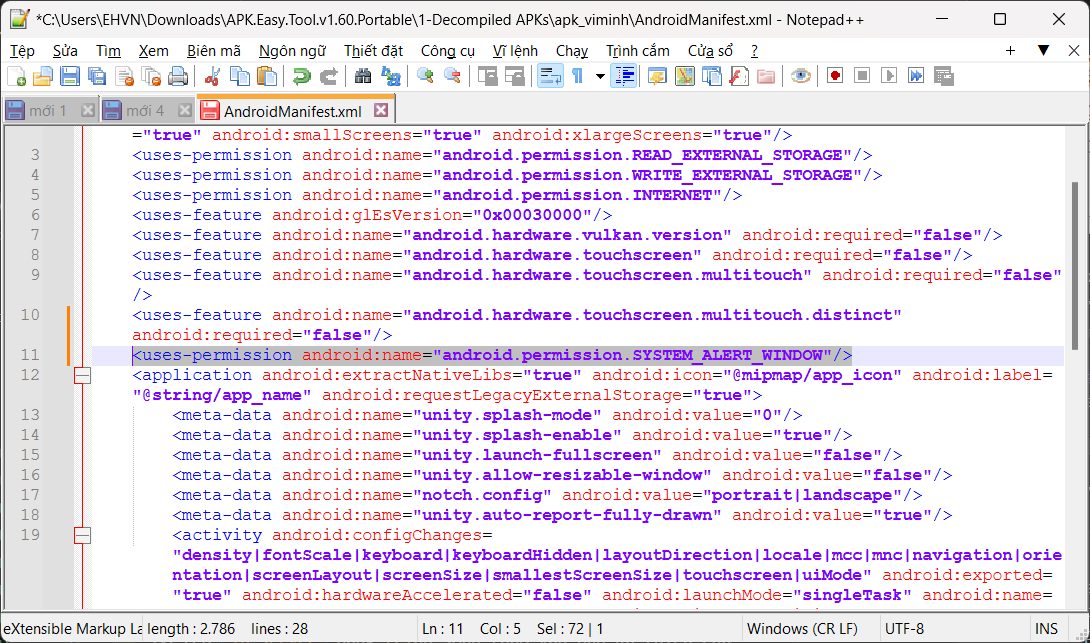 *C:\Users\EHVN\Downloads\APK.Easy.Tool.v1.60.Portable\1-Decompiled APKs\apk_viminh\AndroidManifest.xml - Notepad++
Tệp Sửa Tìm Xem Biên mã Ngôn ngữ Thiết đặt Công cụ Vĩ lệnh Chạy Trình cắm Cửa sổ ? + ▼ ✕
mới 1 mới 4 AndroidManifest.xml
="true" android:smallScreens="true" android:xlargeScreens="true"/>
3 <uses-permission android:name="android.permission.READ_EXTERNAL_STORAGE"/>
4 <uses-permission android:name="android.permission.WRITE_EXTERNAL_STORAGE"/>
5 <uses-permission android:name="android.permission.INTERNET"/>
6 <uses-feature android:glEsVersion="0x00030000"/>
7 <uses-feature android:name="android.hardware.vulkan.version" android:required="false"/>
8 <uses-feature android:name="android.hardware.touchscreen" android:required="false"/>
9 <uses-feature android:name="android.hardware.touchscreen.multitouch" android:required="false"
/>
10 <uses-feature android:name="android.hardware.touchscreen.multitouch.distinct"
android:required="false"/>
11 <uses-permission android:name="android.permission.SYSTEM_ALERT_WINDOW"/>
12 <application android:extractNativeLibs="true" android:icon="@mipmap/app_icon" android:label=
"@string/app_name" android:requestLegacyExternalStorage="true">
13 <meta-data android:name="unity.splash-mode" android:value="0"/>
14 <meta-data android:name="unity.splash-enable" android:value="true"/>
15 <meta-data android:name="unity.launch-fullscreen" android:value="false"/>
16 <meta-data android:name="unity.allow-resizable-window" android:value="false"/>
17 <meta-data android:name="notch.config" android:value="portrait|landscape"/>
18 <meta-data android:name="unity.auto-report-fully-drawn" android:value="true"/>
19 <activity android:configChanges=
"density|fontScale|keyboard|keyboardHidden|layoutDirection|locale|mcc|mnc|navigation|orie
ntation|screenLayout|screenSize|smallestScreenSize|touchscreen|uiMode" android:exported=
"true" android:hardwareAccelerated="false" android:launchMode="singleTask" android:name=
eXtensible Markup La length : 2.786 lines : 28 Ln : 11 Col : 5 Sel : 72 | 1 Windows (CR LF) UTF-8 INS